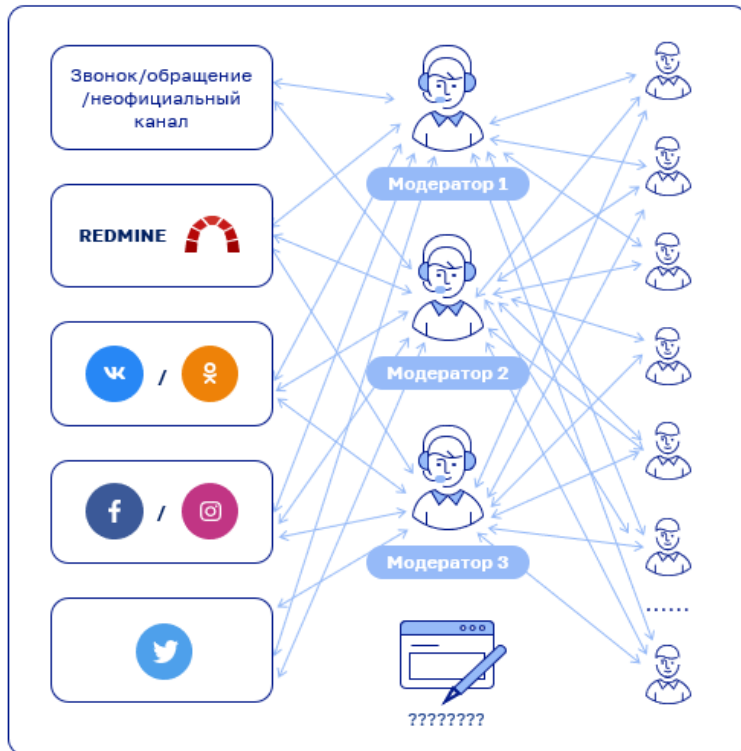 Звонок/обращение
/неофициальный
канал
Модератор 1
REDMINE
/
Модератор 2
/
Модератор 3
......
????????